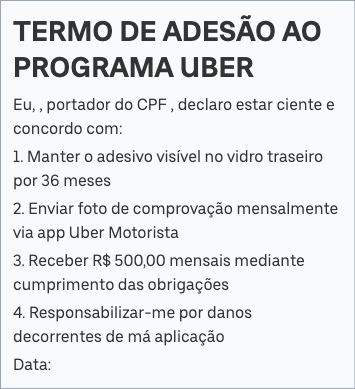 TERMO DE ADESÃO AO
PROGRAMA UBER
Eu, , portador do CPF , declaro estar ciente e
concordo com:
1. Manter o adesivo visível no vidro traseiro
por 36 meses
2. Enviar foto de comprovação mensalmente
via app Uber Motorista
3. Receber R$ 500,00 mensais mediante
cumprimento das obrigações
4. Responsabilizar-me por danos
decorrentes de má aplicação
Data: